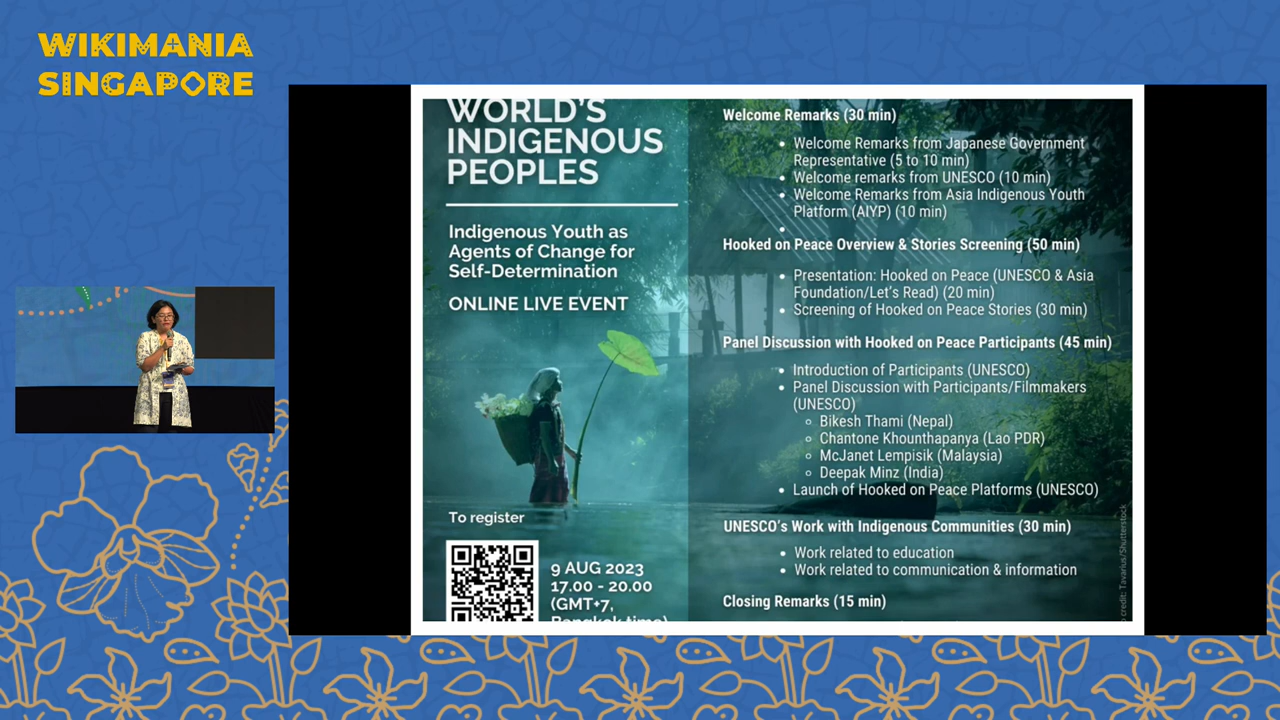 WIKIMANIA
SINGAPORE
WORLD'S
INDIGENOUS
PEOPLES
Indigenous Youth as
Agents of Change for
Self-Determination
ONLINE LIVE EVENT
To register
9 AUG 2023
17.00 - 20.00
(GMT+7,
Bangkok time)
Welcome Remarks (30 min)
• Welcome Remarks from Japanese Government
Representative (5 to 10 min)
• Welcome remarks from UNESCO (10 min)
• Welcome Remarks from Asia Indigenous Youth
Platform (AIYP) (10 min)
•
Hooked on Peace Overview & Stories Screening (50 min)
• Presentation: Hooked on Peace (UNESCO & Asia
Foundation/Let's Read) (20 min)
• Screening of Hooked on Peace Stories (30 min)
Panel Discussion with Hooked on Peace Participants (45 min)
• Introduction of Participants (UNESCO)
• Panel Discussion with Participants/Filmmakers
(UNESCO)
◦ Bikesh Thami (Nepal)
◦ Chantone Khounthapanya (Lao PDR)
◦ McJanet Lempisik (Malaysia)
◦ Deepak Minz (India)
• Launch of Hooked on Peace Platforms (UNESCO)
UNESCO's Work with Indigenous Communities (30 min)
• Work related to education
• Work related to communication & information
Closing Remarks (15 min)
credit: Tavarius/Shutterstock